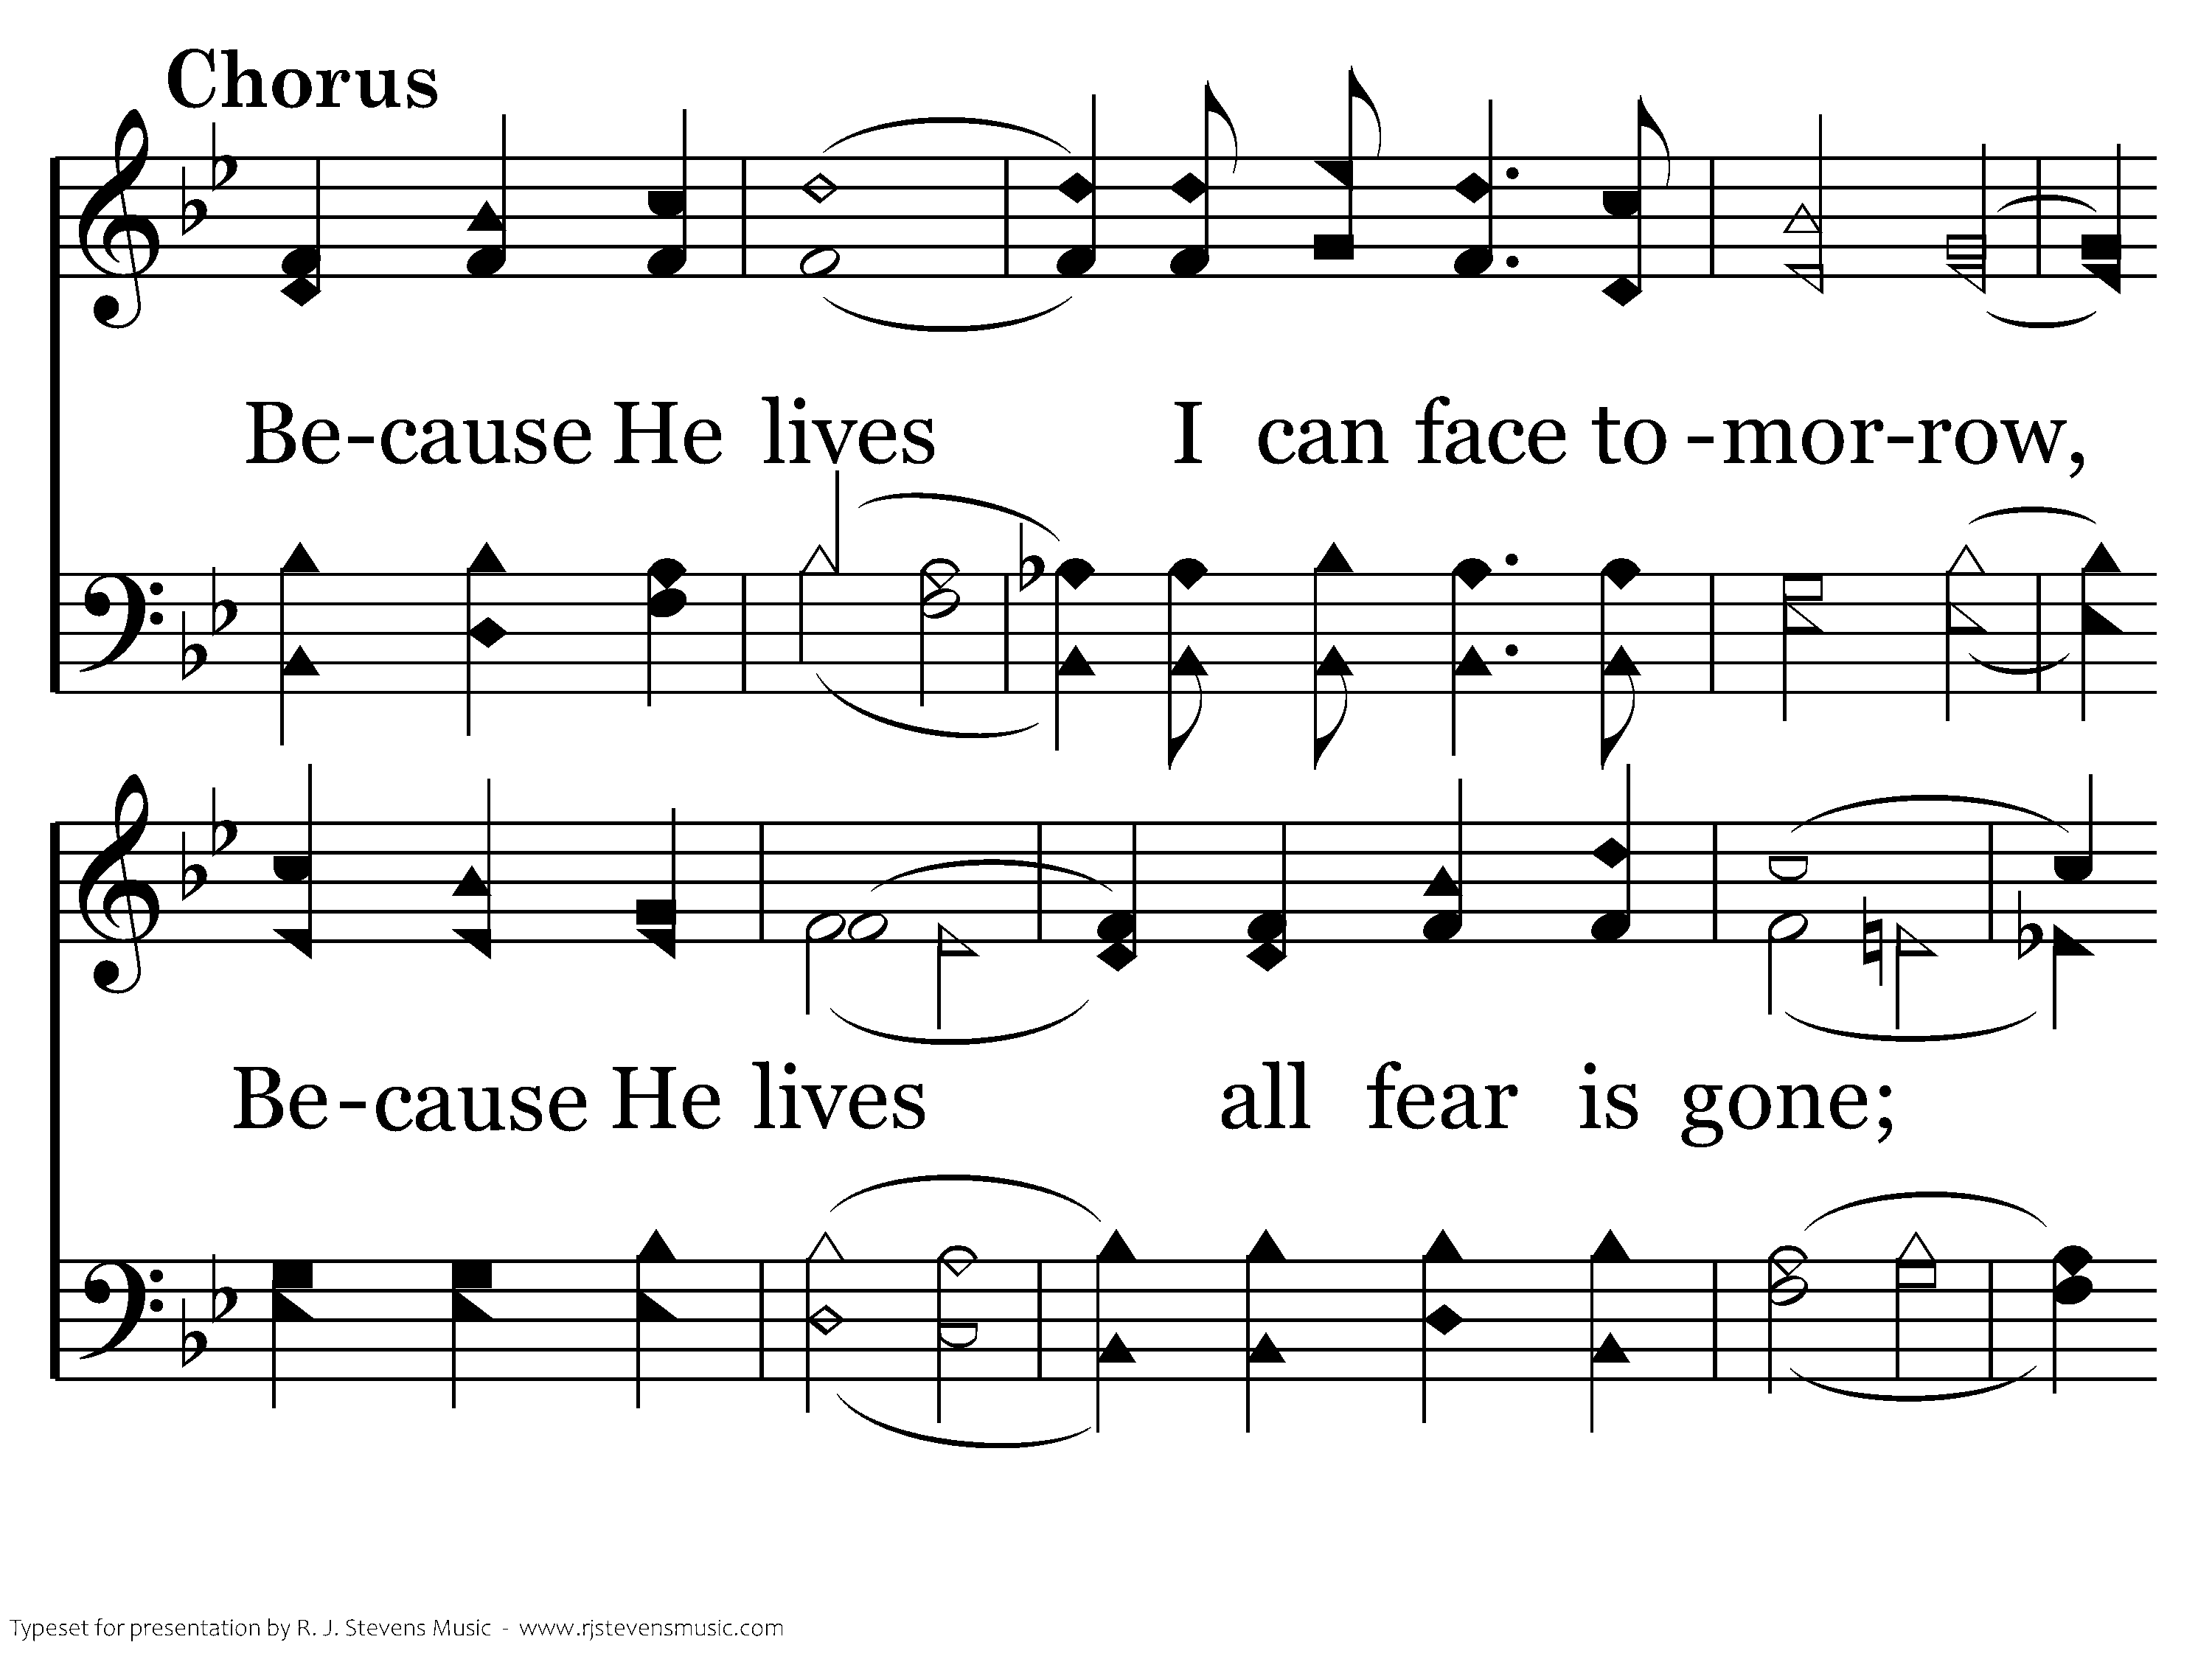 Chorus
Be-cause He lives I can face to-mor-row,
Be-cause He lives all fear is gone;
Typeset for presentation by R. J. Stevens Music - www.rjstevensmusic.com